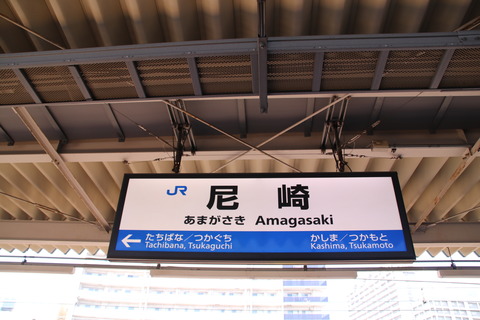 JR 尼崎
あまがさき Amagasaki
← たちばな／つかぐち かしま／つかもと
Tachibana, Tsukaguchi Kashima, Tsukamoto